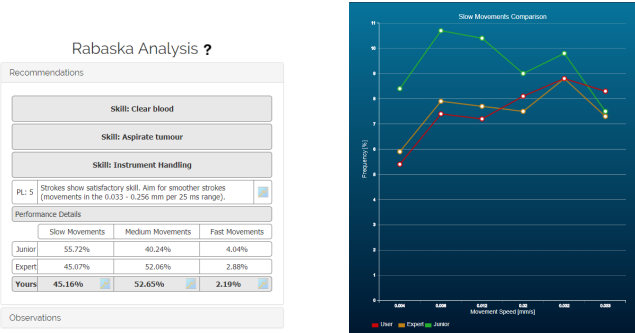 Rabaska Analysis ?
Recommendations
Skill: Clear blood
Skill: Aspirate tumour
Skill: Instrument Handling
PL: 5 Strokes show satisfactory skill. Aim for smoother strokes
(movements in the 0.033 - 0.256 mm per 25 ms range).
Performance Details
Slow Movements Medium Movements Fast Movements
Junior 55.72% 40.24% 4.04%
Expert 45.07% 52.06% 2.88%
Yours 45.16% 52.65% 2.19%
Observations
Slow Movements Comparison
Frequency [%]
11
10
9
8
7
6
5
4
3
2
1
0
0.004 0.008 0.012 0.02
Movement Speed [mm/s]
User Expert Junior